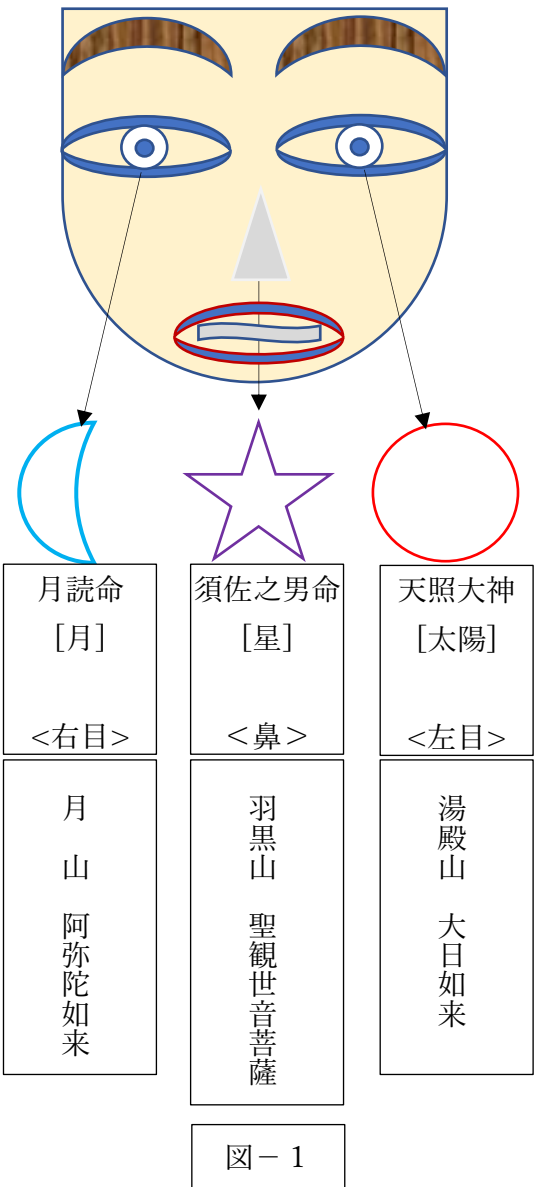 月読命
[月]
<右目>
須佐之男命
[星]
<鼻>
天照大神
[太陽]
<左目>
月 山 阿弥陀如来
羽黒山 聖観世音菩薩
湯殿山 大日如来
図－１